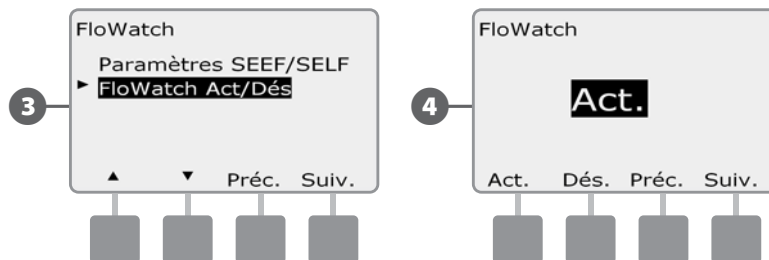 3
FloWatch
Paramètres SEEF/SELF
► FloWatch Act/Dés
▲ ▼ Préc. Suiv.
4
FloWatch
Act.
Act. Dés. Préc. Suiv.